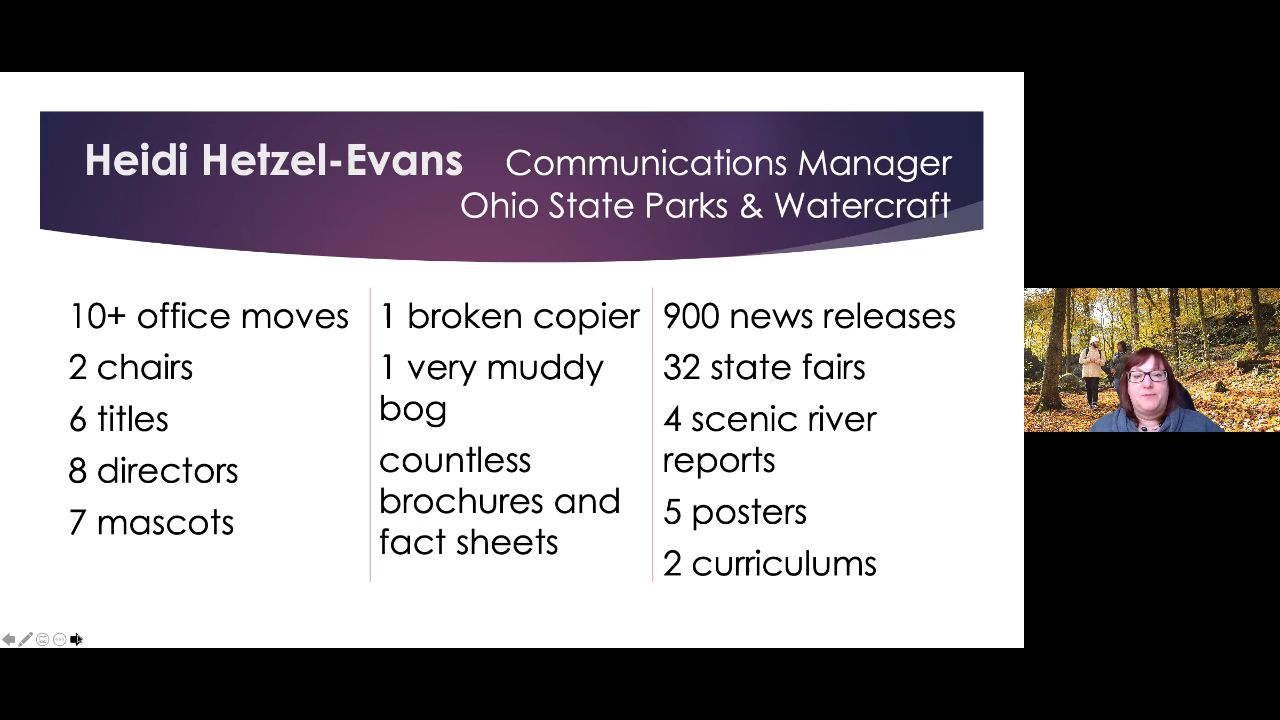 Heidi Hetzel-Evans Communications Manager
Ohio State Parks & Watercraft
10+ office moves
2 chairs
6 titles
8 directors
7 mascots
1 broken copier
1 very muddy
bog
countless
brochures and
fact sheets
900 news releases
32 state fairs
4 scenic river
reports
5 posters
2 curriculums